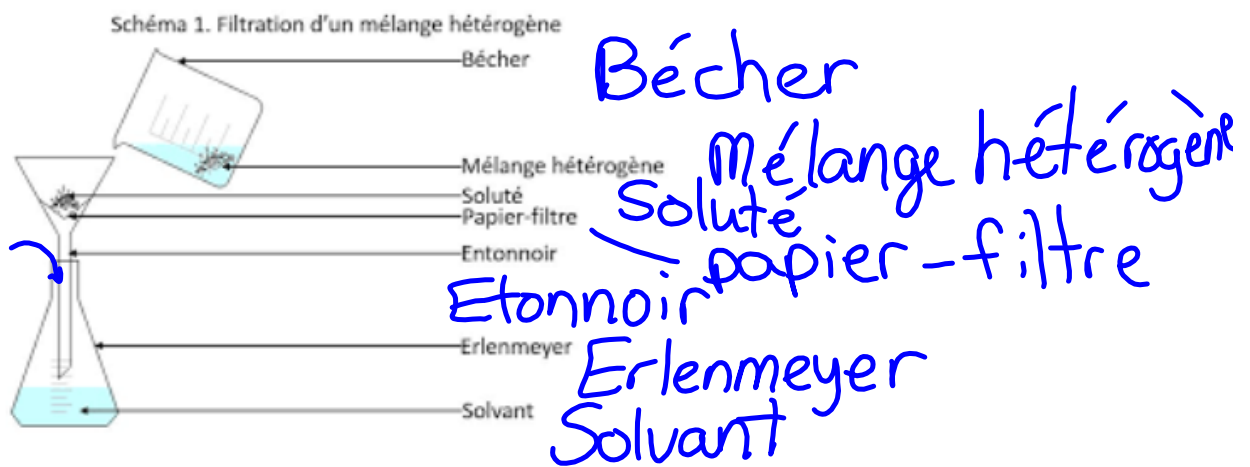 Schéma 1. Filtration d'un mélange hétérogène
Bécher
Bécher
Mélange hétérogène
Mélange hétérogène
Soluté
Soluté
Papier-filtre
papier-filtre
Entonnoir
Etonnoir
Erlenmeyer
Erlenmeyer
Solvant
Solvant